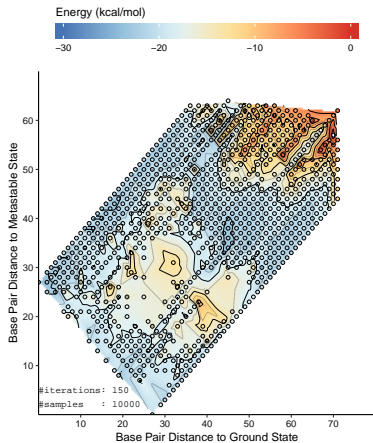 Energy (kcal/mol)
−30 −20 −10 0
Base Pair Distance to Metastable State
60
50
40
30
20
10
#iterations: 150
#samples : 10000
10 20 30 40 50 60 70
Base Pair Distance to Ground State